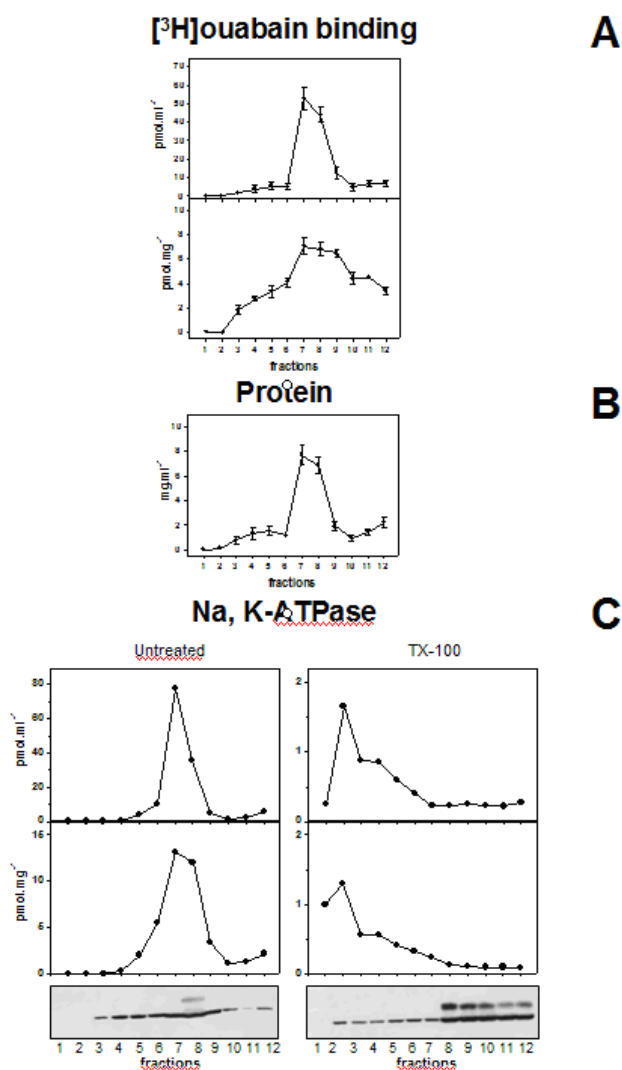 [³H]ouabain binding
A
pmol.ml⁻¹
70
60
50
40
30
20
10
0
pmol.mg⁻¹
10
8
6
4
2
0
1 2 3 4 5 6 7 8 9 10 11 12
fractions
Protein
B
mg.ml⁻¹
10
8
6
4
2
0
1 2 3 4 5 6 7 8 9 10 11 12
fractions
Na, K-ATPase
C
Untreated
TX-100
pmol.ml⁻¹
80
60
40
20
0
2
1
0
pmol.mg⁻¹
15
10
5
0
2
1
0
1 2 3 4 5 6 7 8 9 10 11 12
fractions
1 2 3 4 5 6 7 8 9 10 11 12
fractions